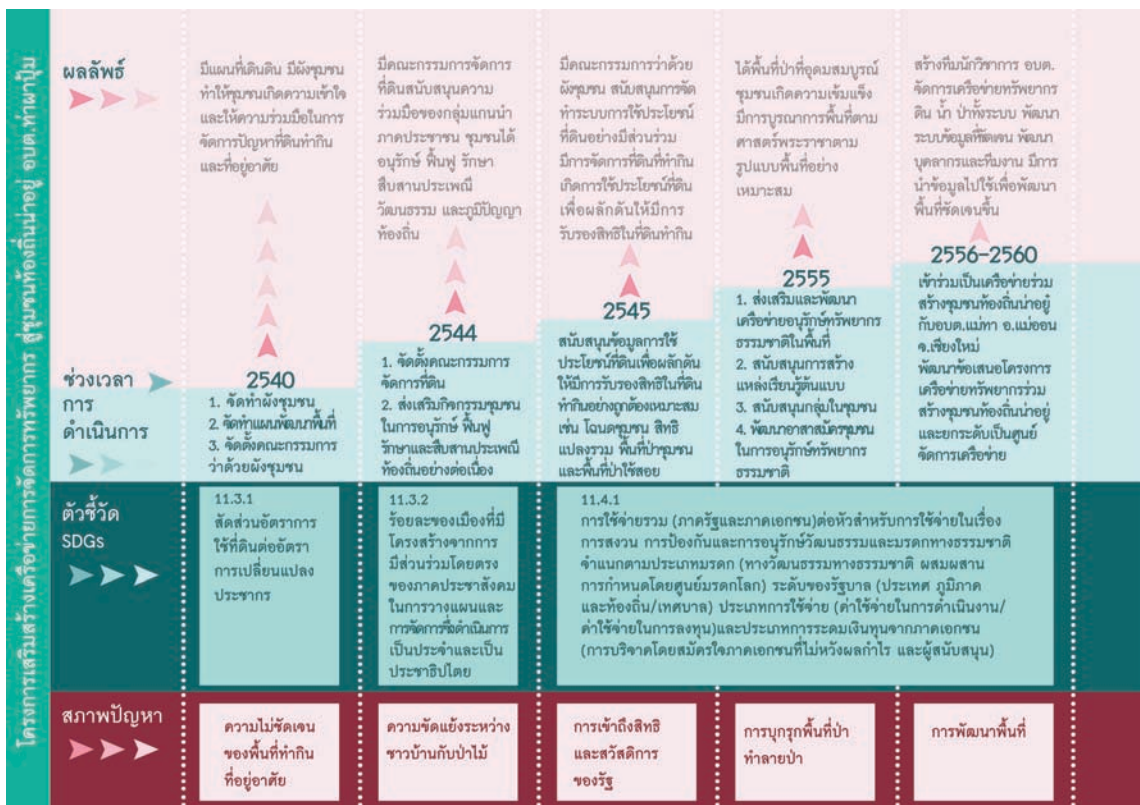 โครงการเสริมสร้างเครือข่ายการจัดการทรัพยากร สู่ชุมชนท้องถิ่นน่าอยู่ อบต.ท่าผาปุ้ม
ผลลัพธ์
มีแผนที่เดินดิน มีผังชุมชน
ทำให้ชุมชนเกิดความเข้าใจ
และให้ความร่วมมือในการ
จัดการปัญหาที่ดินทำกิน
และที่อยู่อาศัย
มีคณะกรรมการจัดการ
ที่ดินสนับสนุนความ
ร่วมมือของกลุ่มแกนนำ
ภาคประชาชน ชุมชนได้
อนุรักษ์ ฟื้นฟู รักษา
สืบสานประเพณี
วัฒนธรรม และภูมิปัญญา
ท้องถิ่น
มีคณะกรรมการว่าด้วย
ผังชุมชน สนับสนุนการจัด
ทำระบบการใช้ประโยชน์
ที่ดินอย่างมีส่วนร่วม
มีการจัดการที่ดินที่ทำกิน
เกิดการใช้ประโยชน์ที่ดิน
เพื่อผลักดันให้มีการ
รับรองสิทธิในที่ดินทำกิน
ได้พื้นที่ป่าที่อุดมสมบูรณ์
ชุมชนเกิดความเข้มแข็ง
มีการบูรณาการพื้นที่ตาม
ศาสตร์พระราชาตาม
รูปแบบพื้นที่อย่าง
เหมาะสม
สร้างทีมนักวิชาการ อบต.
จัดการเครือข่ายทรัพยากร
ดิน น้ำ ป่าทั้งระบบ พัฒนา
ระบบข้อมูลที่ชัดเจน พัฒนา
บุคลากรและทีมงาน มีการ
นำข้อมูลไปใช้เพื่อพัฒนา
พื้นที่ชัดเจนขึ้น
ช่วงเวลา
การ
ดำเนินการ
2540
1. จัดทำผังชุมชน
2. จัดทำแผนพัฒนาพื้นที่
3. จัดตั้งคณะกรรมการ
ว่าด้วยผังชุมชน
2544
1. จัดตั้งคณะกรรมการ
จัดการที่ดิน
2. ส่งเสริมกิจกรรมชุมชน
ในการอนุรักษ์ ฟื้นฟู
รักษาและสืบสานประเพณี
ท้องถิ่นอย่างต่อเนื่อง
2545
สนับสนุนข้อมูลการใช้
ประโยชน์ที่ดินเพื่อผลักดัน
ให้มีการรับรองสิทธิในที่ดิน
ทำกินอย่างถูกต้องเหมาะสม
เช่น โฉนดชุมชน สิทธิ
แปลงรวม พื้นที่ป่าชุมชน
และพื้นที่ป่าใช้สอย
2555
1. ส่งเสริมและพัฒนา
เครือข่ายอนุรักษ์ทรัพยากร
ธรรมชาติในพื้นที่
2. สนับสนุนการสร้าง
แหล่งเรียนรู้ต้นแบบ
3. สนับสนุนกลุ่มในชุมชน
4. พัฒนาอาสาสมัครชุมชน
ในการอนุรักษ์ทรัพยากร
ธรรมชาติ
2556-2560
เข้าร่วมเป็นเครือข่ายร่วม
สร้างชุมชนท้องถิ่นน่าอยู่
กับอบต.แม่ทา อ.แม่ออน
จ.เชียงใหม่
พัฒนาข้อเสนอโครงการ
เครือข่ายทรัพยากรร่วม
สร้างชุมชนท้องถิ่นน่าอยู่
และยกระดับเป็นศูนย์
จัดการเครือข่าย
ตัวชี้วัด
SDGs
11.3.1
สัดส่วนอัตราการ
ใช้ที่ดินต่ออัตรา
การเปลี่ยนแปลง
ประชากร
11.3.2
ร้อยละของเมืองที่มี
โครงสร้างจากการ
มีส่วนร่วมโดยตรง
ของภาคประชาสังคม
ในการวางแผนและ
การจัดการซึ่งดำเนินการ
เป็นประจำและเป็น
ประชาธิปไตย
11.4.1
การใช้จ่ายรวม (ภาครัฐและภาคเอกชน)ต่อหัวสำหรับการใช้จ่ายในเรื่อง
การสงวน การป้องกันและการอนุรักษ์วัฒนธรรมและมรดกทางธรรมชาติ
จำแนกตามประเภทมรดก (ทางวัฒนธรรมทางธรรมชาติ ผสมผสาน
การกำหนดโดยศูนย์มรดกโลก) ระดับของรัฐบาล (ประเทศ ภูมิภาค
และท้องถิ่น/เทศบาล) ประเภทการใช้จ่าย (ค่าใช้จ่ายในการดำเนินงาน/
ค่าใช้จ่ายในการลงทุน)และประเภทการระดมเงินทุนจากภาคเอกชน
(การบริจาคโดยสมัครใจภาคเอกชนที่ไม่หวังผลกำไร และผู้สนับสนุน)
สภาพปัญหา
ความไม่ชัดเจน
ของพื้นที่ทำกิน
ที่อยู่อาศัย
ความขัดแย้งระหว่าง
ชาวบ้านกับป่าไม้
การเข้าถึงสิทธิ
และสวัสดิการ
ของรัฐ
การบุกรุกพื้นที่ป่า
ทำลายป่า
การพัฒนาพื้นที่